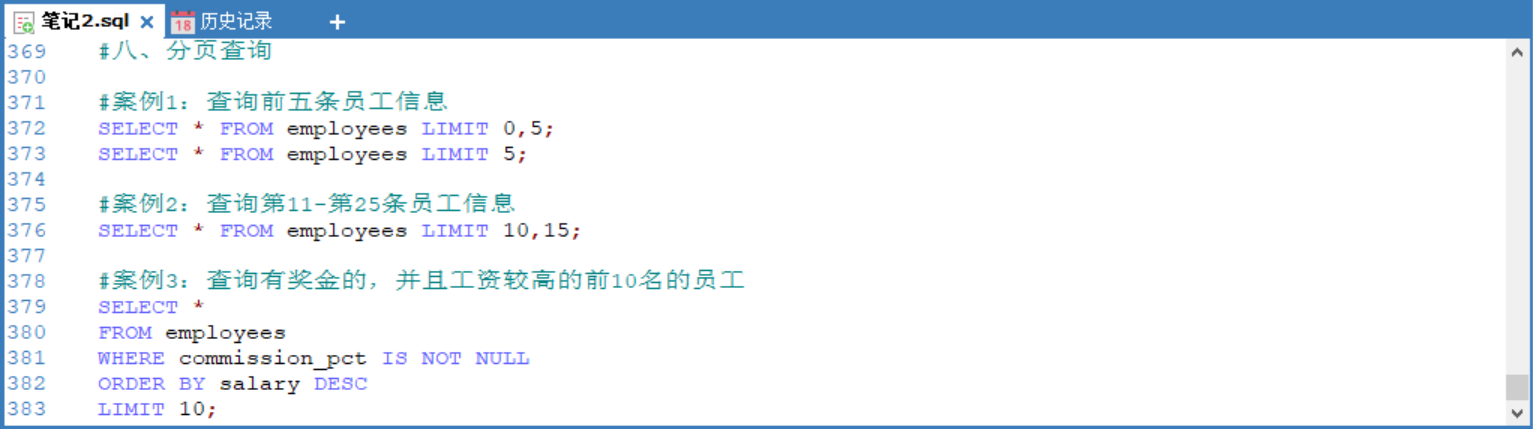 笔记2.sql × 18 历史记录 +
369 #八、分页查询
370
371 #案例1：查询前五条员工信息
372 SELECT * FROM employees LIMIT 0,5;
373 SELECT * FROM employees LIMIT 5;
374
375 #案例2：查询第11-第25条员工信息
376 SELECT * FROM employees LIMIT 10,15;
377
378 #案例3：查询有奖金的，并且工资较高的前10名的员工
379 SELECT *
380 FROM employees
381 WHERE commission_pct IS NOT NULL
382 ORDER BY salary DESC
383 LIMIT 10;